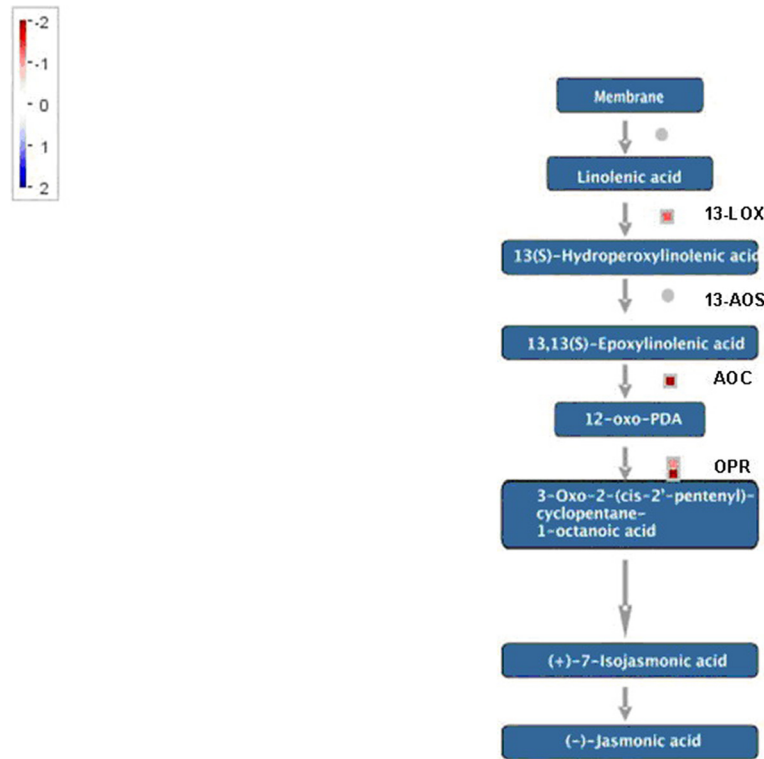 -2
-1
0
1
2
Membrane
Linolenic acid
13-LOX
13(S)-Hydroperoxylinolenic acid
13-AOS
13,13(S)-Epoxylinolenic acid
AOC
12-oxo-PDA
OPR
3-Oxo-2-(cis-2'-pentenyl)-
cyclopentane-
1-octanoic acid
(+)-7-Isojasmonic acid
(-)-Jasmonic acid